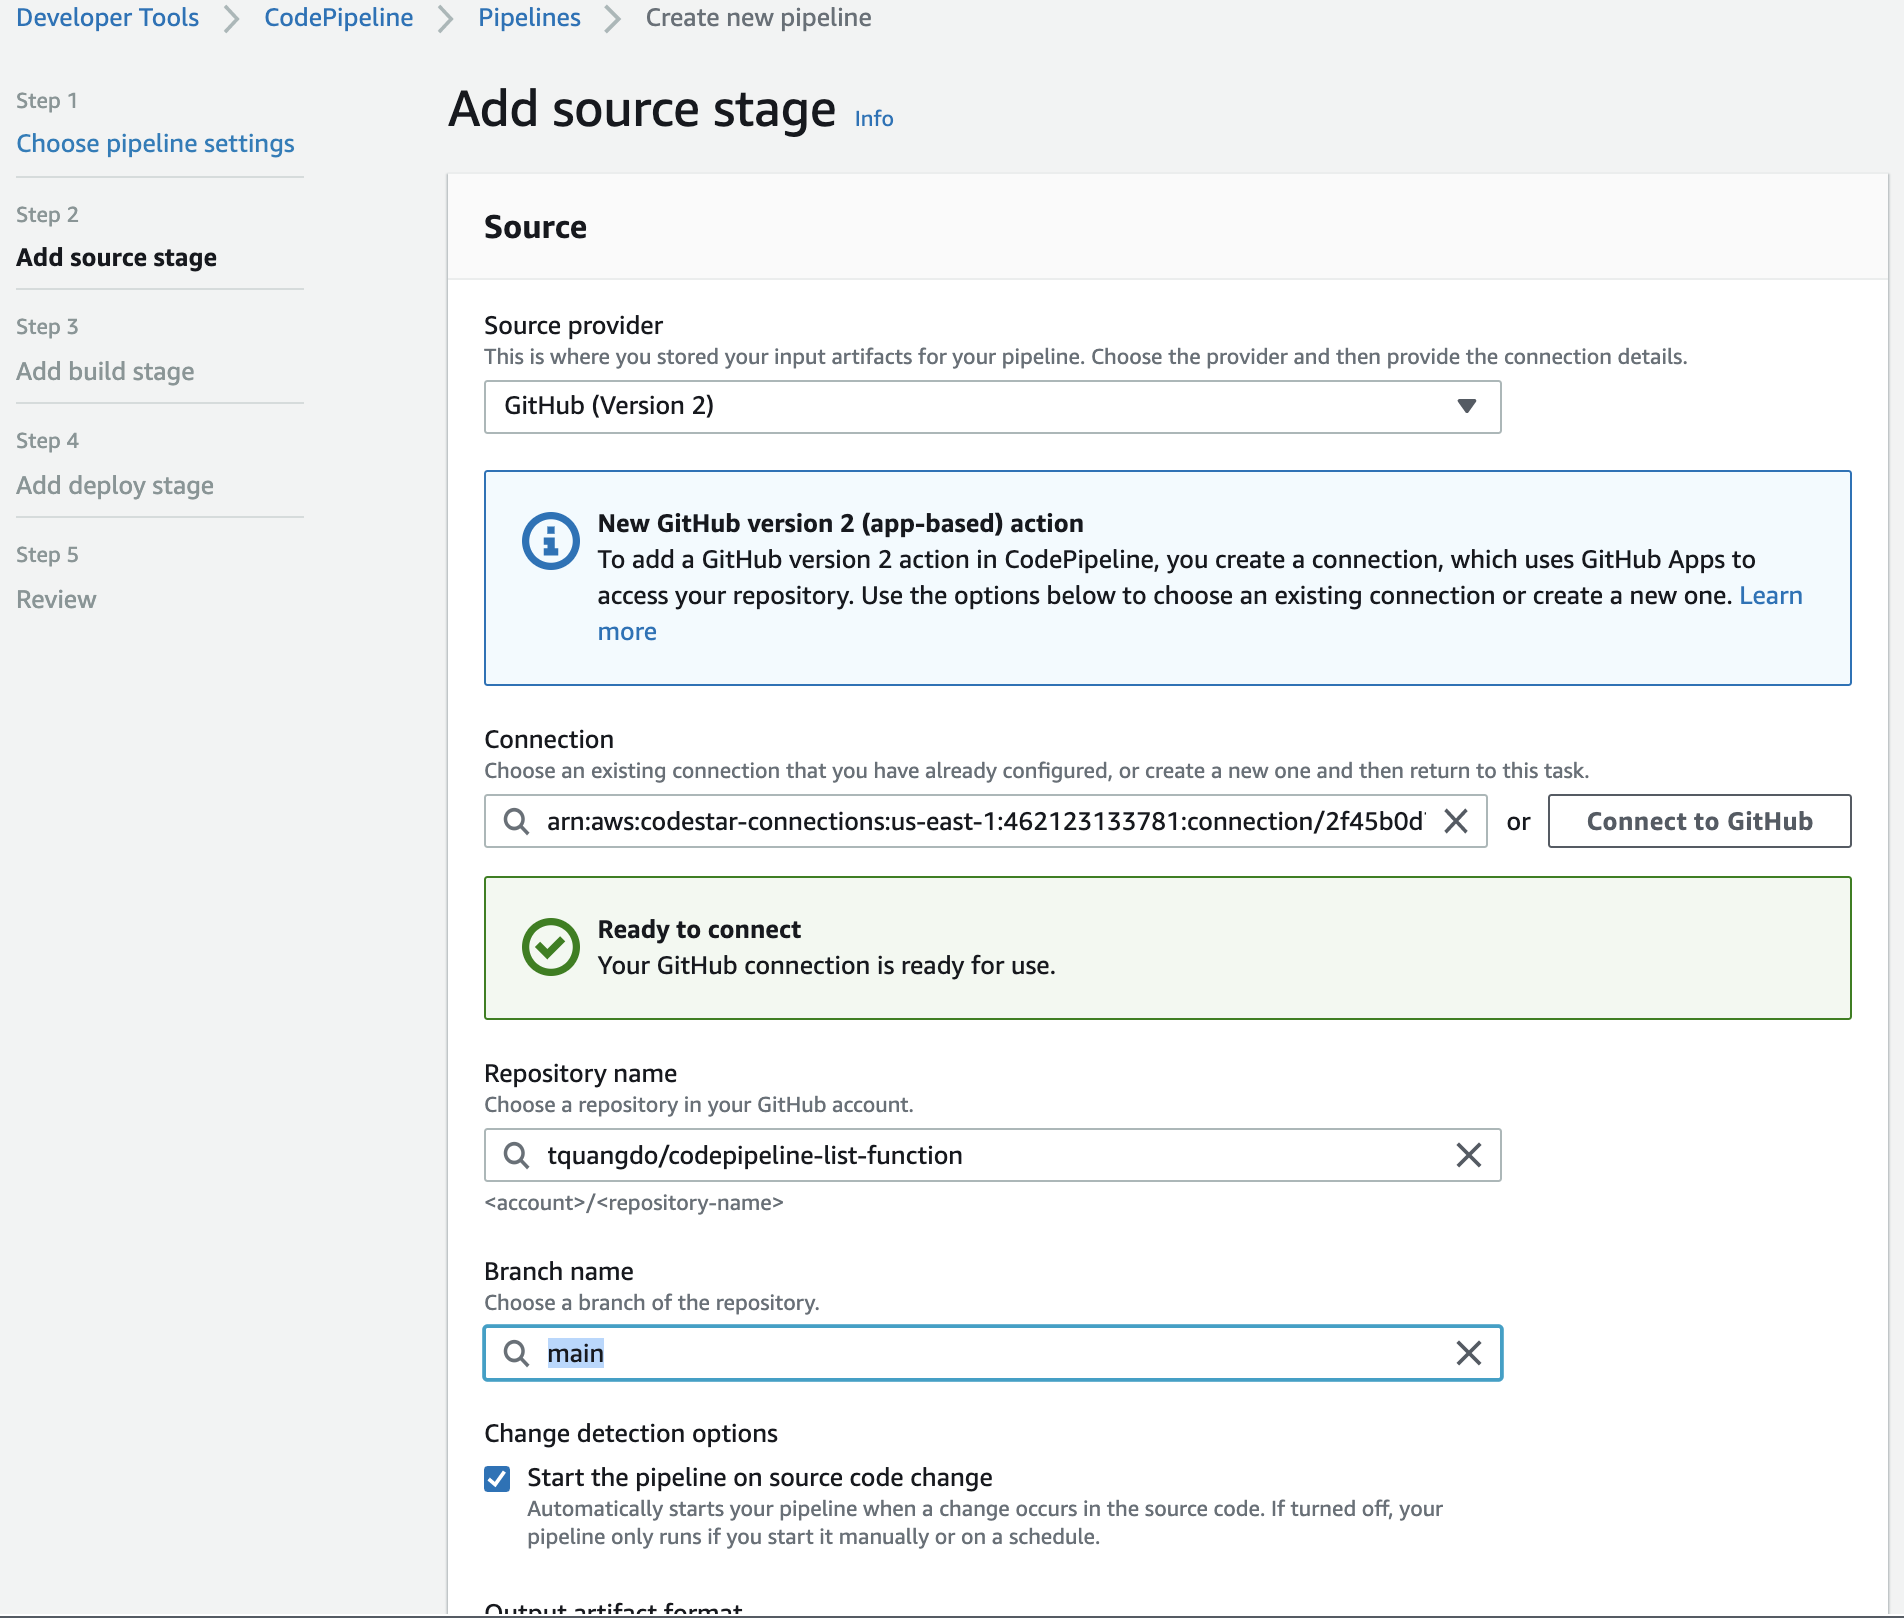 Developer Tools
CodePipeline
Pipelines
Create new pipeline
Step 1
Choose pipeline settings
Step 2
Add source stage
Step 3
Add build stage
Step 4
Add deploy stage
Step 5
Review
Add source stage Info
Source
Source provider
This is where you stored your input artifacts for your pipeline. Choose the provider and then provide the connection details.
GitHub (Version 2)
New GitHub version 2 (app-based) action
To add a GitHub version 2 action in CodePipeline, you create a connection, which uses GitHub Apps to
access your repository. Use the options below to choose an existing connection or create a new one. Learn
more
Connection
Choose an existing connection that you have already configured, or create a new one and then return to this task.
arn:aws:codestar-connections:us-east-1:462123133781:connection/2f45b0d
or
Connect to GitHub
Ready to connect
Your GitHub connection is ready for use.
Repository name
Choose a repository in your GitHub account.
tquangdo/codepipeline-list-function
<account>/<repository-name>
Branch name
Choose a branch of the repository.
main
Change detection options
Start the pipeline on source code change
Automatically starts your pipeline when a change occurs in the source code. If turned off, your
pipeline only runs if you start it manually or on a schedule.
Output artifact format